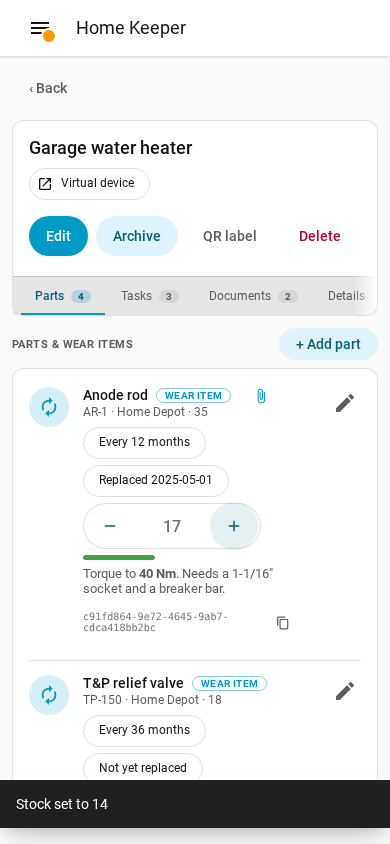 Home Keeper
‹ Back
Garage water heater
Virtual device
Edit
Archive
QR label
Delete
Parts 4
Tasks 3
Documents 2
Details
PARTS & WEAR ITEMS
+ Add part
Anode rod WEAR ITEM
AR-1 · Home Depot · 35
Every 12 months
Replaced 2025-05-01
− 17 +
Torque to 40 Nm. Needs a 1-1/16"
socket and a breaker bar.
c91fd864-9e72-4645-9ab7-
cdca418bb2bc
T&P relief valve WEAR ITEM
TP-150 · Home Depot · 18
Every 36 months
Not yet replaced
Stock set to 14